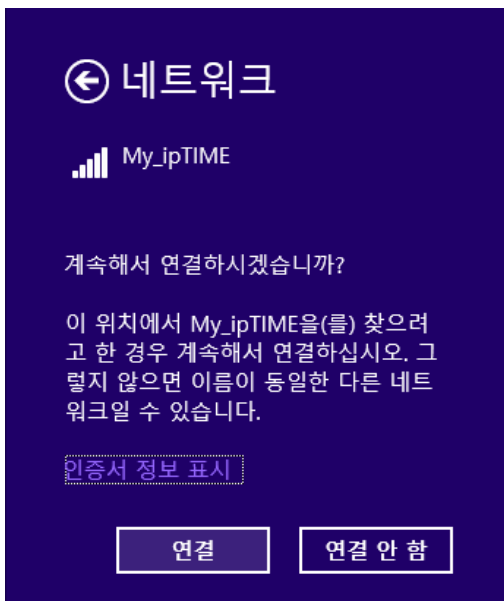 네트워크
My_ipTIME
계속해서 연결하시겠습니까?
이 위치에서 My_ipTIME을(를) 찾으려
고 한 경우 계속해서 연결하십시오. 그
렇지 않으면 이름이 동일한 다른 네트
워크일 수 있습니다.
인증서 정보 표시
연결
연결 안 함